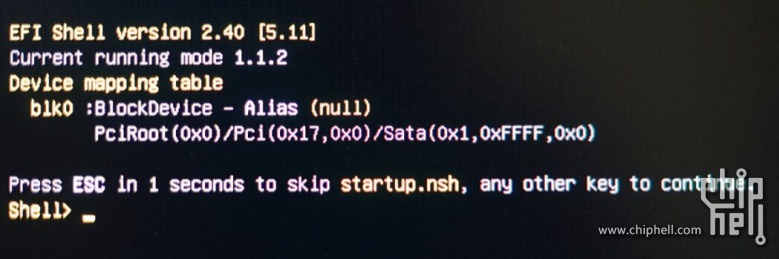 EFI Shell version 2.40 [5.11]
Current running mode 1.1.2
Device mapping table
blk0 :BlockDevice - Alias (null)
PciRoot(0x0)/Pci(0x17,0x0)/Sata(0x1,0xFFFF,0x0)
Press ESC in 1 seconds to skip startup.nsh, any other key to continue.
Shell> _
www.chiphell.com
chip
hell